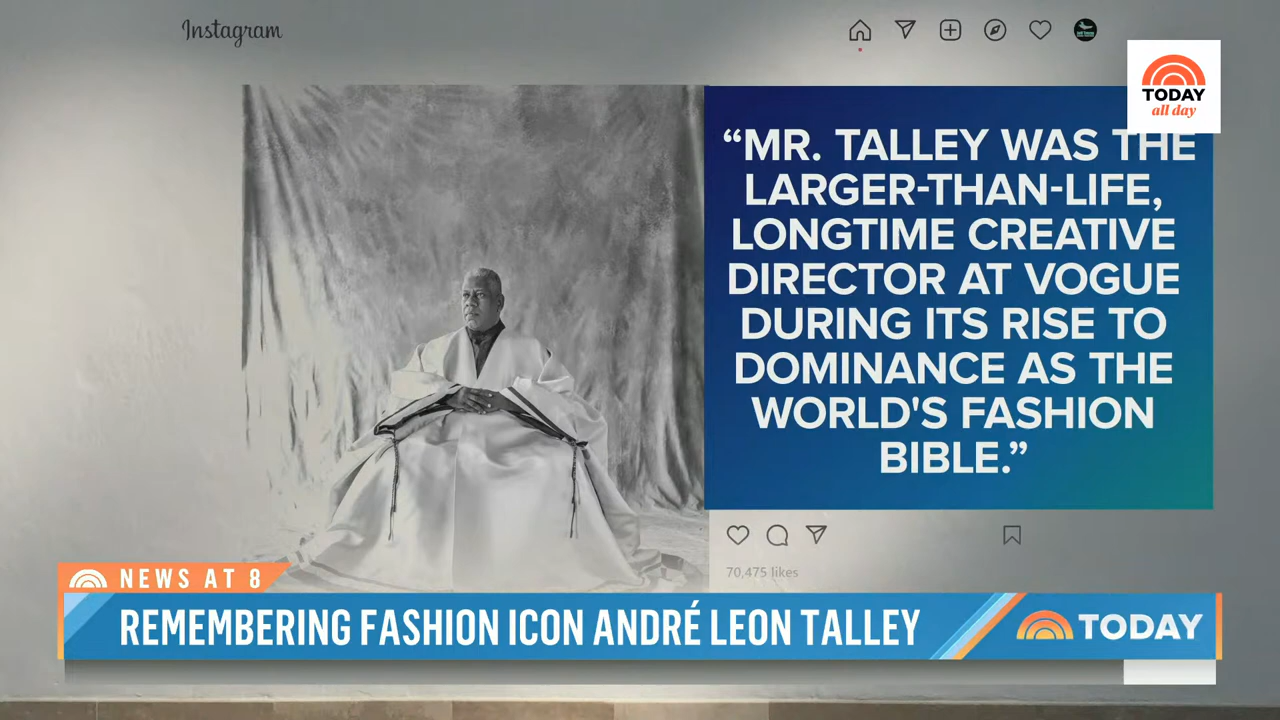 Instagram
TODAY
all day
“MR. TALLEY WAS THE
LARGER-THAN-LIFE,
LONGTIME CREATIVE
DIRECTOR AT VOGUE
DURING ITS RISE TO
DOMINANCE AS THE
WORLD'S FASHION
BIBLE.”
70,475 likes
NEWS AT 8
REMEMBERING FASHION ICON ANDRÉ LEON TALLEY
TODAY